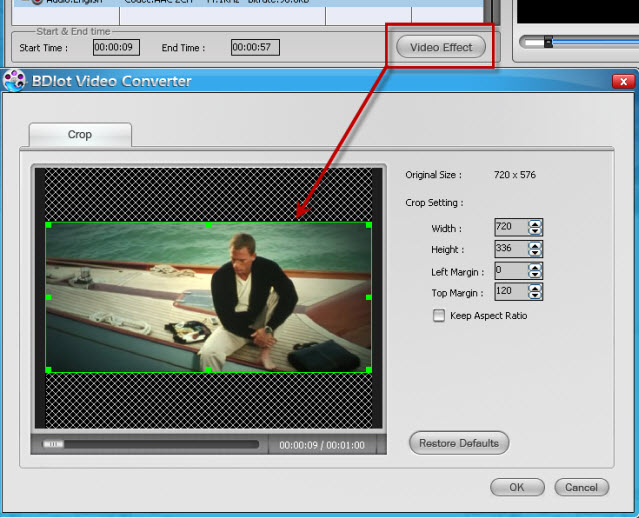 Audio:English Codec:AAC 2CH 44.1KHz Bitrate:96.0KB
Start & End time
Start Time : 00:00:09 End Time : 00:00:57 Video Effect
BDlot Video Converter
Crop
Original Size : 720 x 576
Crop Setting :
Width : 720
Height : 336
Left Margin : 0
Top Margin : 120
Keep Aspect Ratio
00:00:09 / 00:01:00
Restore Defaults
OK Cancel